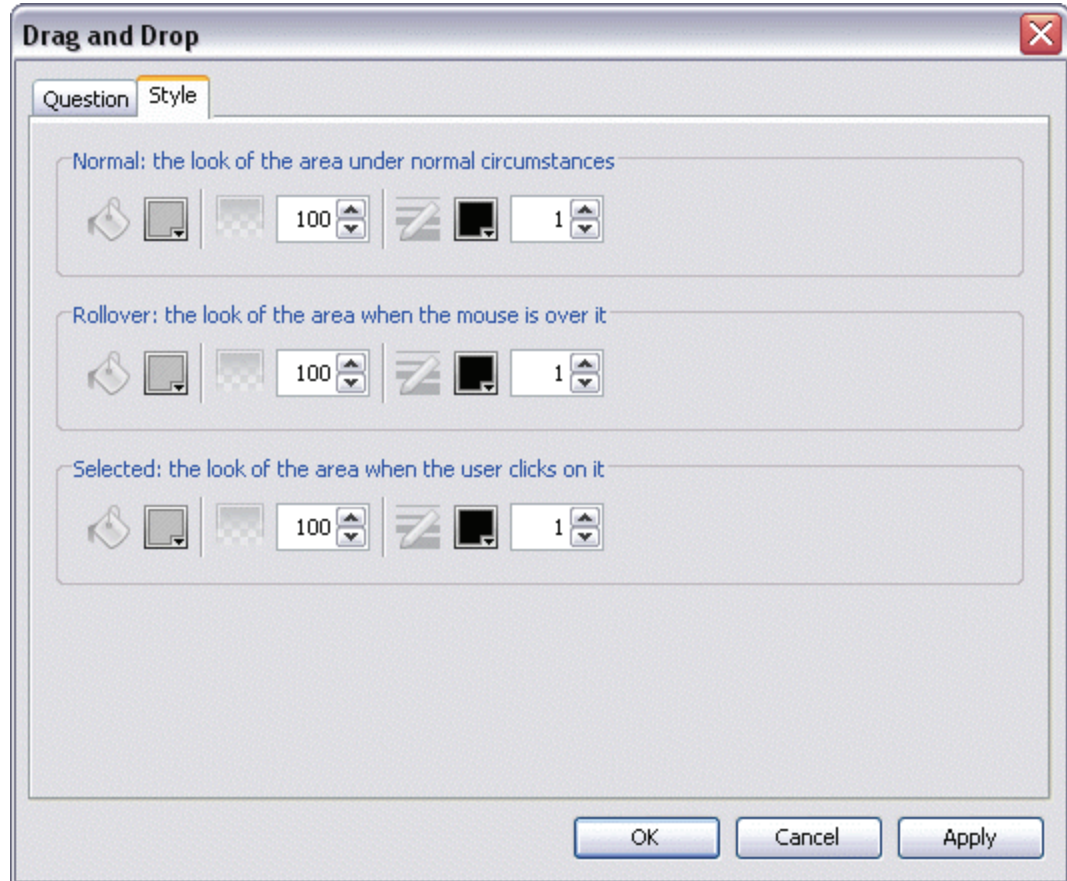 Drag and Drop
Question Style
Normal: the look of the area under normal circumstances
100 1
Rollover: the look of the area when the mouse is over it
100 1
Selected: the look of the area when the user clicks on it
100 1
OK Cancel Apply